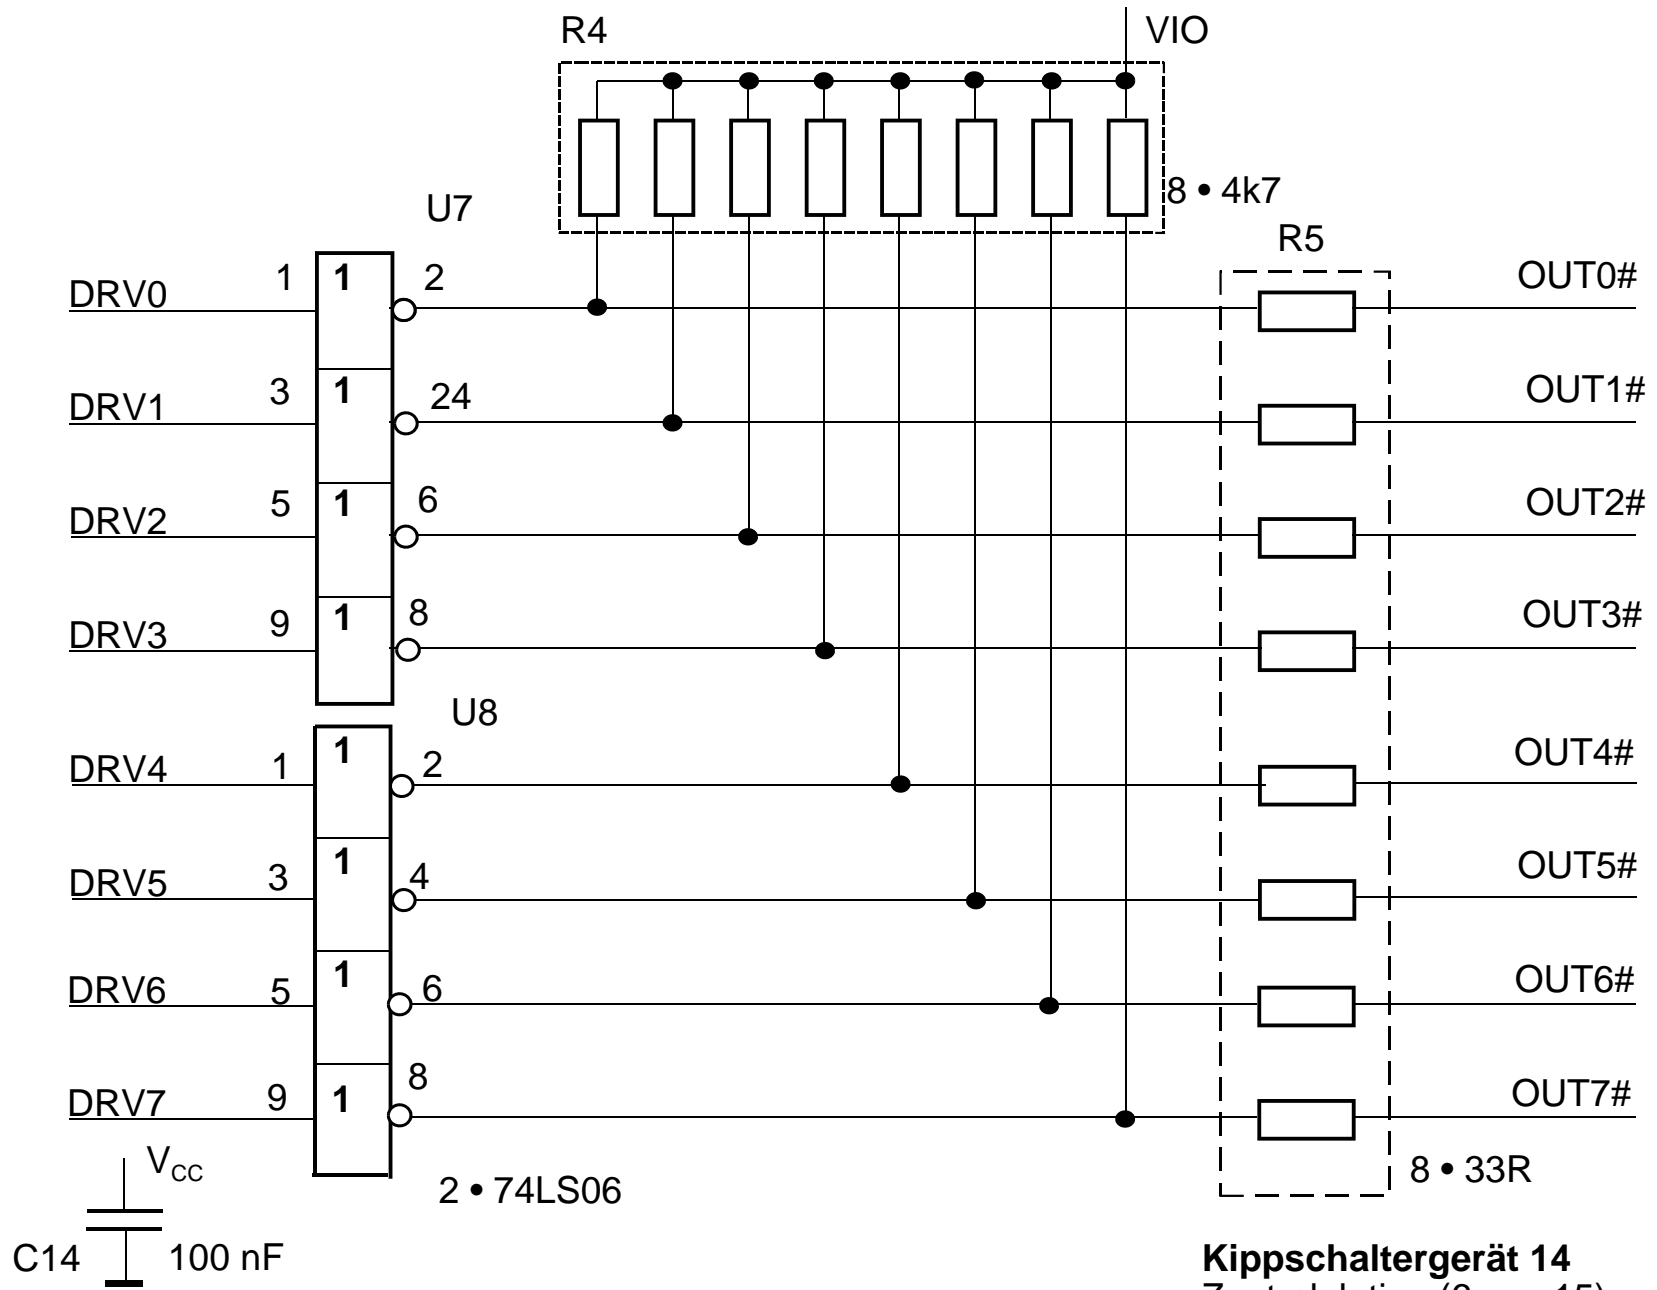 R4 VIO
8 • 4k7
U7
R5
DRV0 1 1 2 OUT0#
DRV1 3 1 24 OUT1#
DRV2 5 1 6 OUT2#
DRV3 9 1 8 OUT3#
U8
DRV4 1 1 2 OUT4#
DRV5 3 1 4 OUT5#
DRV6 5 1 6 OUT6#
DRV7 9 1 8 OUT7#
VCC
8 • 33R
2 • 74LS06
C14 100 nF
Kippschaltergerät 14